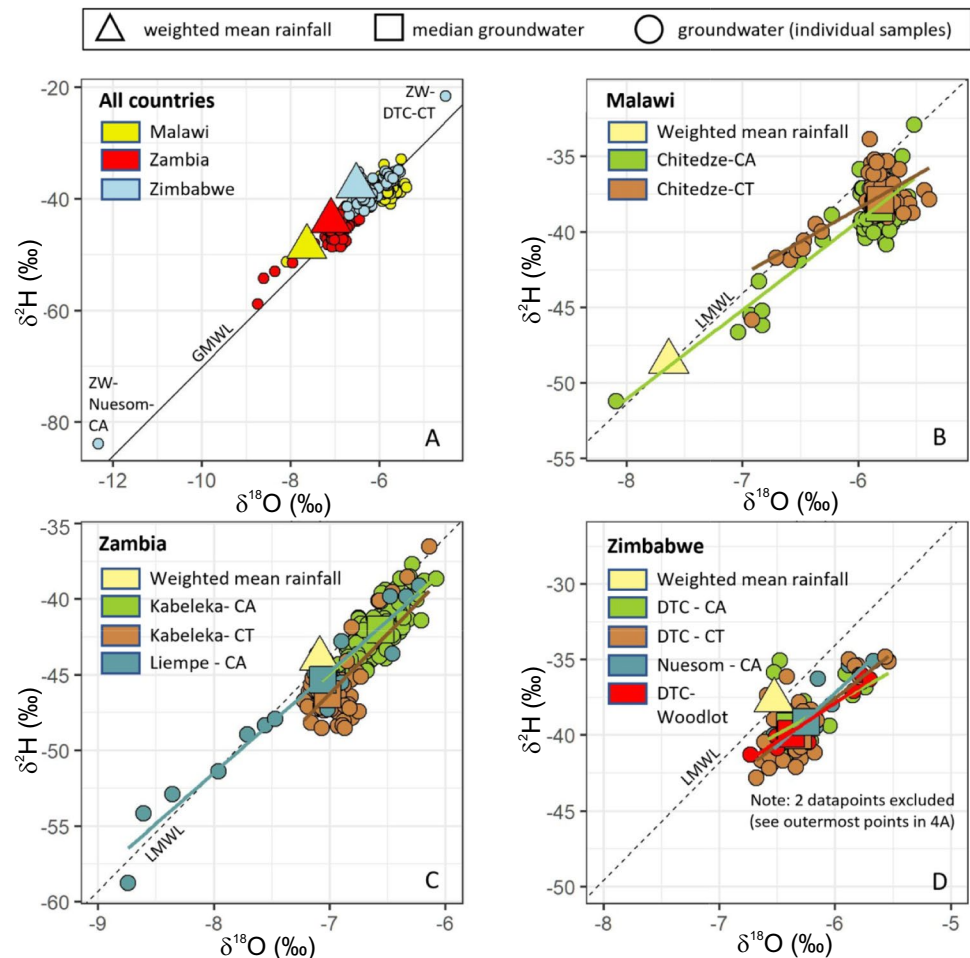 weighted mean rainfall
median groundwater
groundwater (individual samples)
All countries
Malawi
Zambia
Zimbabwe
ZW-
DTC-CT
GMWL
ZW-
Nuesom-
CA
A
-20
-40
-60
-80
δ²H (‰)
-12
-10
-8
-6
δ¹⁸O (‰)
Malawi
Weighted mean rainfall
Chitedze-CA
Chitedze-CT
LMWL
B
-35
-40
-45
-50
-55
δ²H (‰)
-8
-7
-6
-5
δ¹⁸O (‰)
Zambia
Weighted mean rainfall
Kabeleka- CA
Kabeleka- CT
Liempe - CA
LMWL
C
-35
-40
-45
-50
-55
-60
δ²H (‰)
-9
-8
-7
-6
δ¹⁸O (‰)
Zimbabwe
Weighted mean rainfall
DTC - CA
DTC - CT
Nuesom - CA
DTC-
Woodlot
LMWL
Note: 2 datapoints excluded
(see outermost points in 4A)
D
-30
-35
-40
-45
-50
δ²H (‰)
-8
-7
-6
-5
δ¹⁸O (‰)